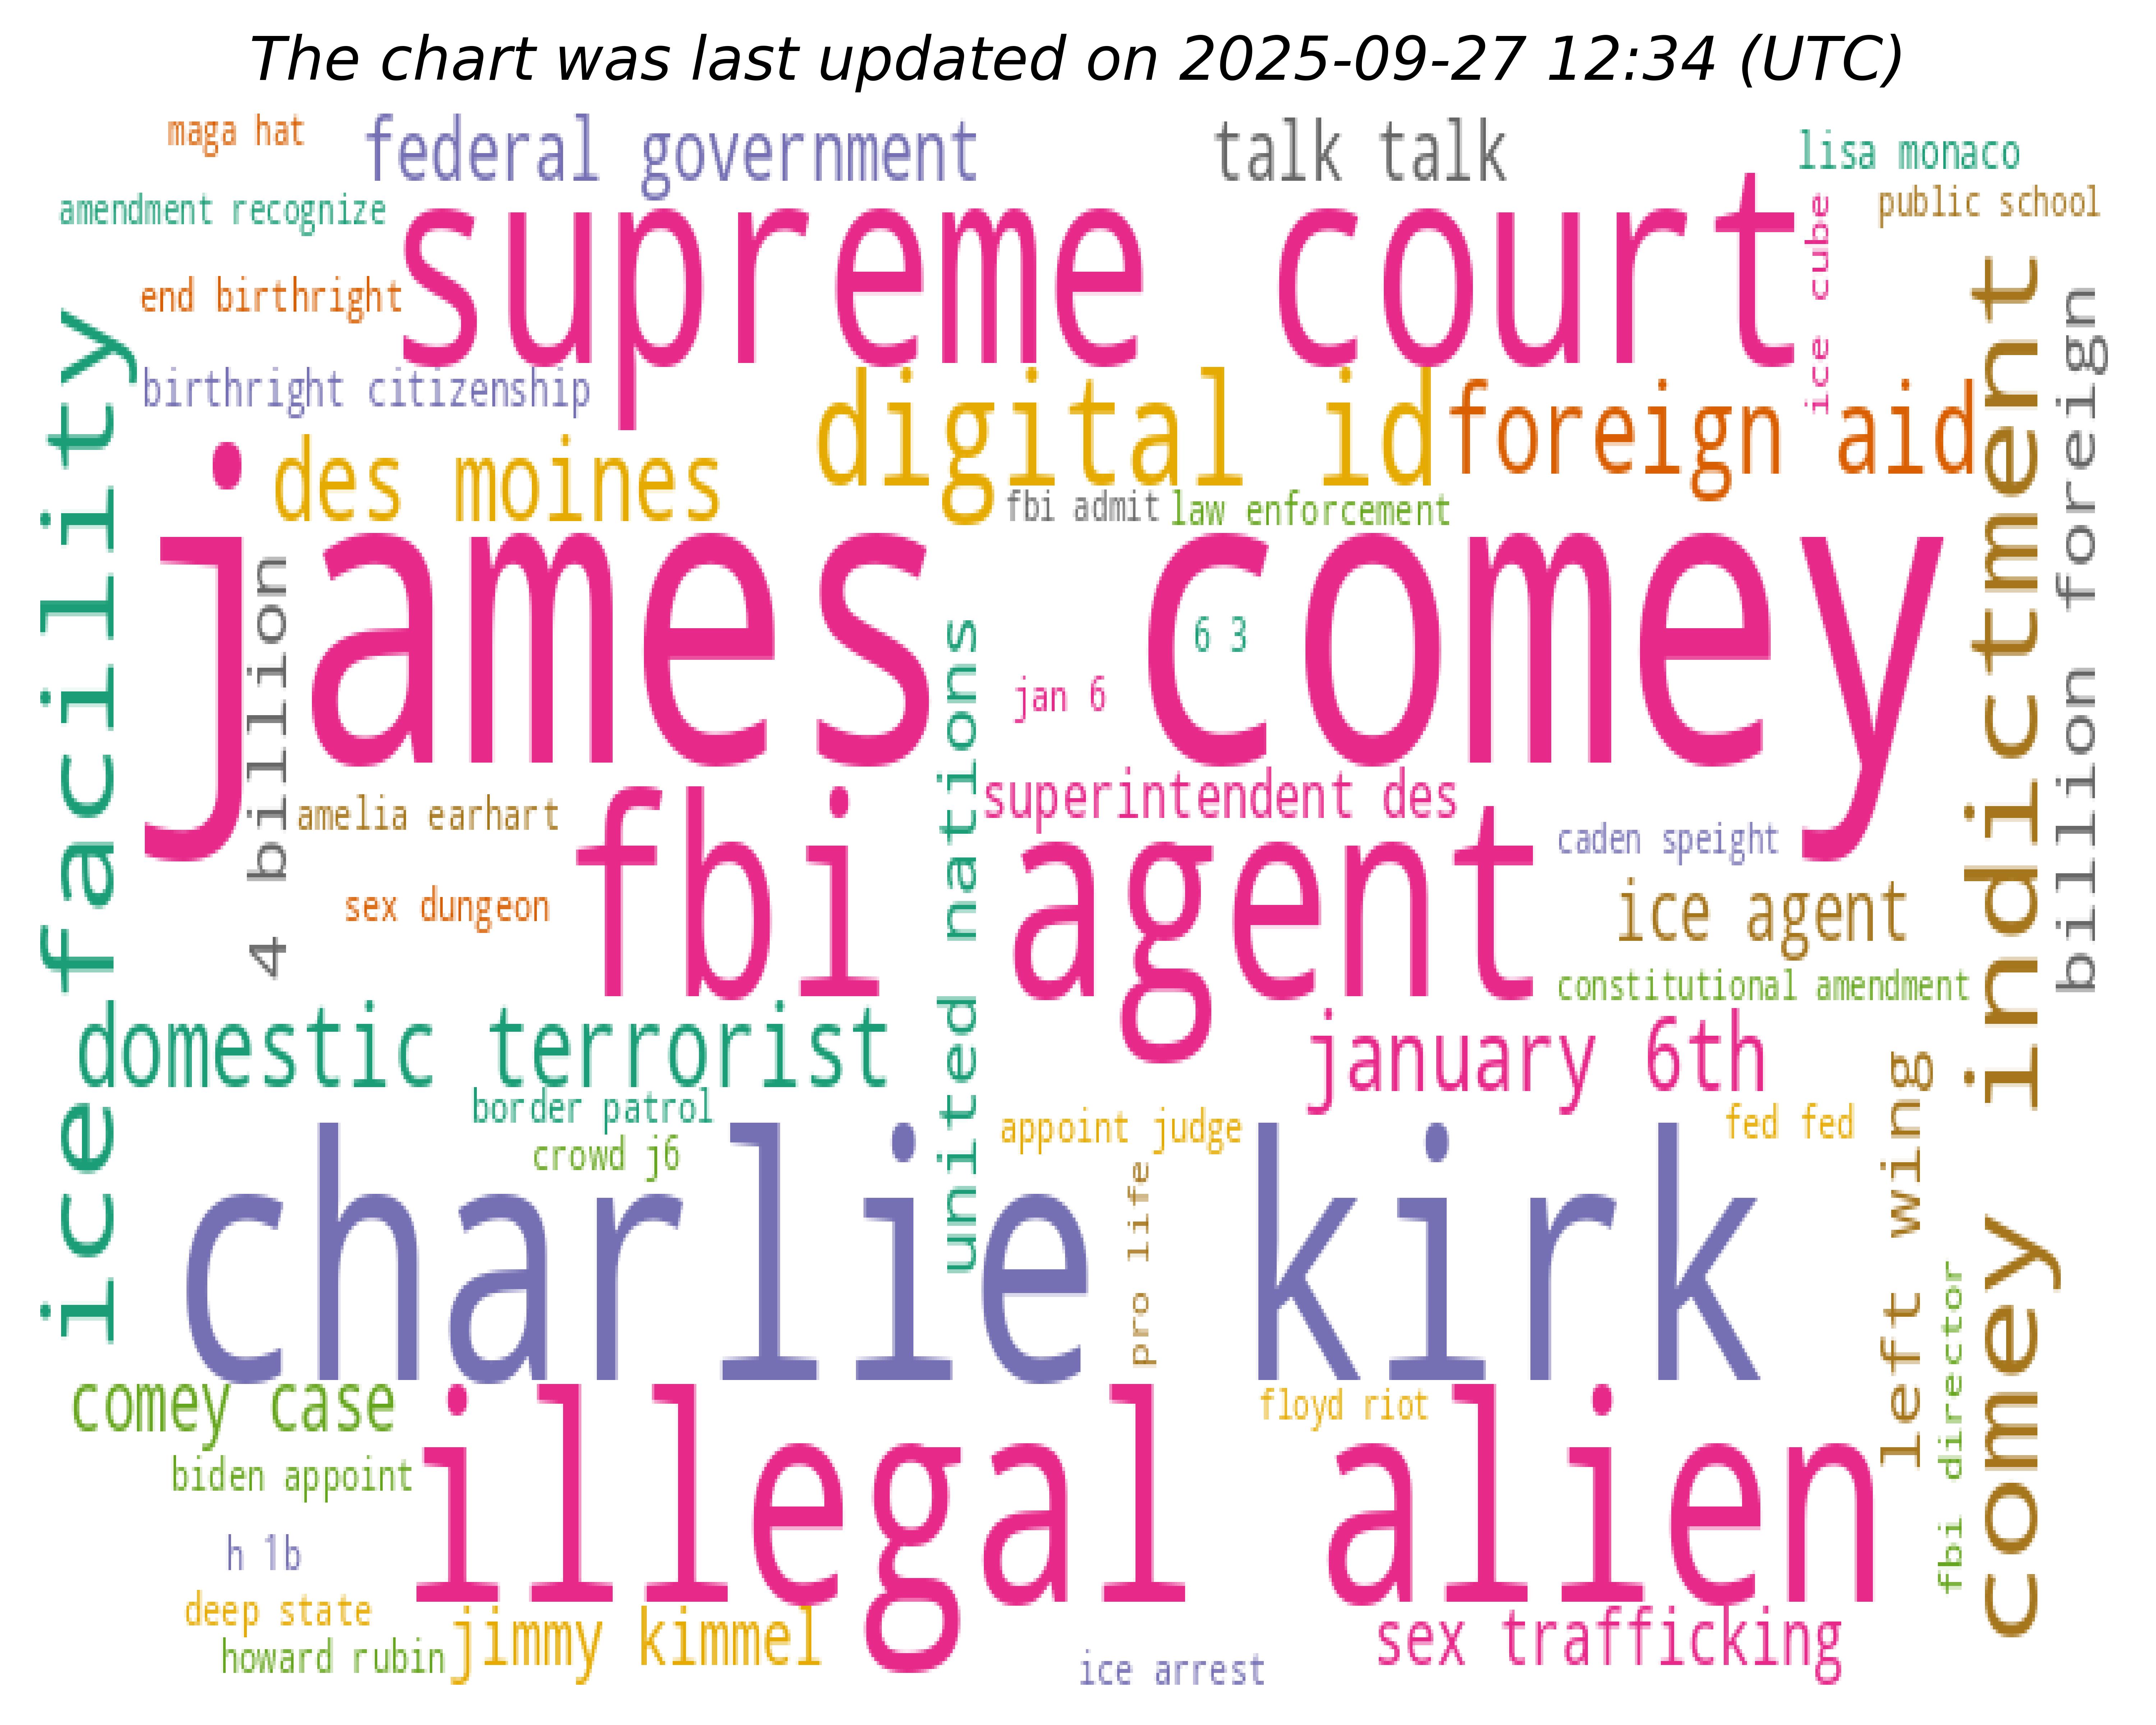 The chart was last updated on 2025-09-27 12:34 (UTC)
maga hat
federal government
talk talk
lisa monaco
amendment recognize
public school
supreme court
ice cube
end birthright
birthright citizenship
digital id
foreign aid
des moines
fbi admit
law enforcement
ice facility
james comey
comey indictment
billion foreign
4 billion
6 3
jan 6
united nations
superintendent des
amelia earhart
fbi agent
caden speight
sex dungeon
ice agent
constitutional amendment
domestic terrorist
january 6th
border patrol
appoint judge
fed fed
crowd j6
charlie kirk
pro life
left wing
fbi director
comey case
floyd riot
illegal alien
biden appoint
h 1b
deep state
jimmy kimmel
sex trafficking
howard rubin
ice arrest